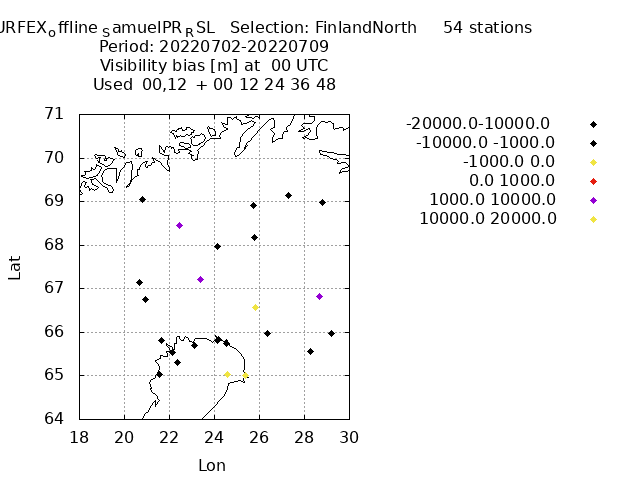 URFEXoffline SamuelPRRSL Selection: FinlandNorth 54 stations
Period: 20220702-20220709
Visibility bias [m] at 00 UTC
Used 00,12 + 00 12 24 36 48
-20000.0-10000.0
-10000.0 -1000.0
-1000.0 0.0
0.0 1000.0
1000.0 10000.0
10000.0 20000.0
71
70
69
68
67
66
65
64
Lat
18 20 22 24 26 28 30
Lon